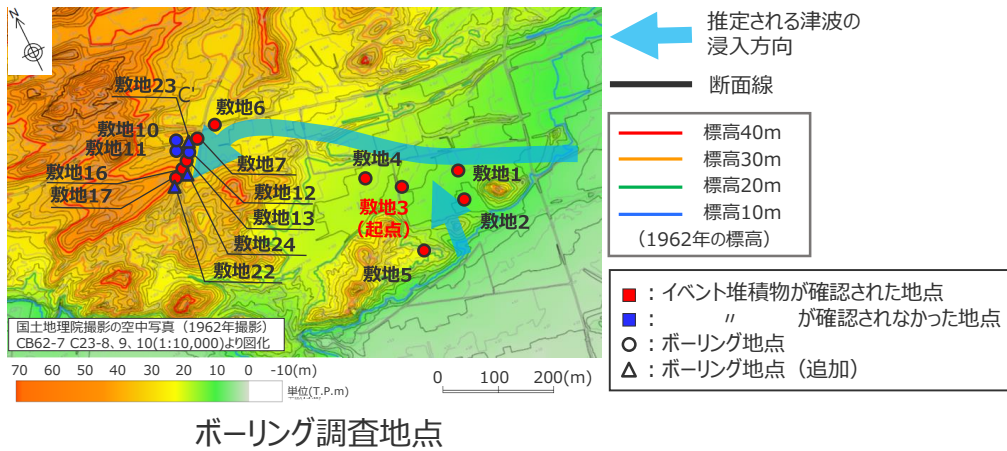 N
敷地23
C'
敷地6
敷地10
敷地11
敷地16
敷地17
敷地7
敷地12
敷地13
敷地24
敷地22
敷地4
敷地1
敷地3
(起点)
敷地2
敷地5
国土地理院撮影の空中写真（1962年撮影）
CB62-7 C23-8、9、10(1:10,000)より図化
70 60 50 40 30 20 10 0 -10(m)
単位(T.P.m)
0 100 200(m)
ボーリング調査地点
推定される津波の
浸入方向
断面線
標高40m
標高30m
標高20m
標高10m
（1962年の標高）
：イベント堆積物が確認された地点
： 〃 が確認されなかった地点
：ボーリング地点
：ボーリング地点（追加）